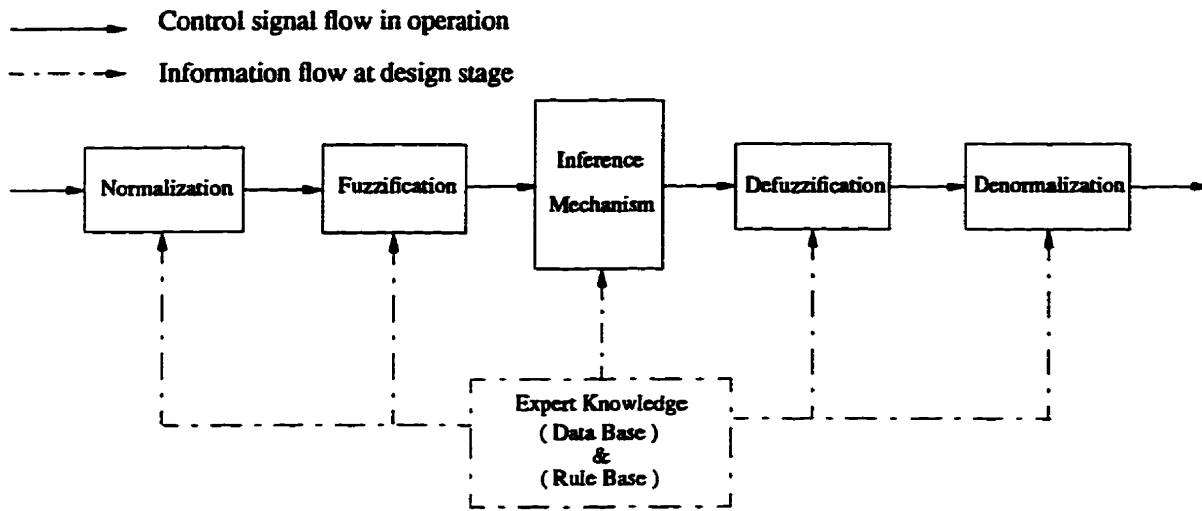 Control signal flow in operation
Information flow at design stage
Normalization
Fuzzification
Inference
Mechanism
Defuzzification
Denormalization
Expert Knowledge
( Data Base )
&
( Rule Base )